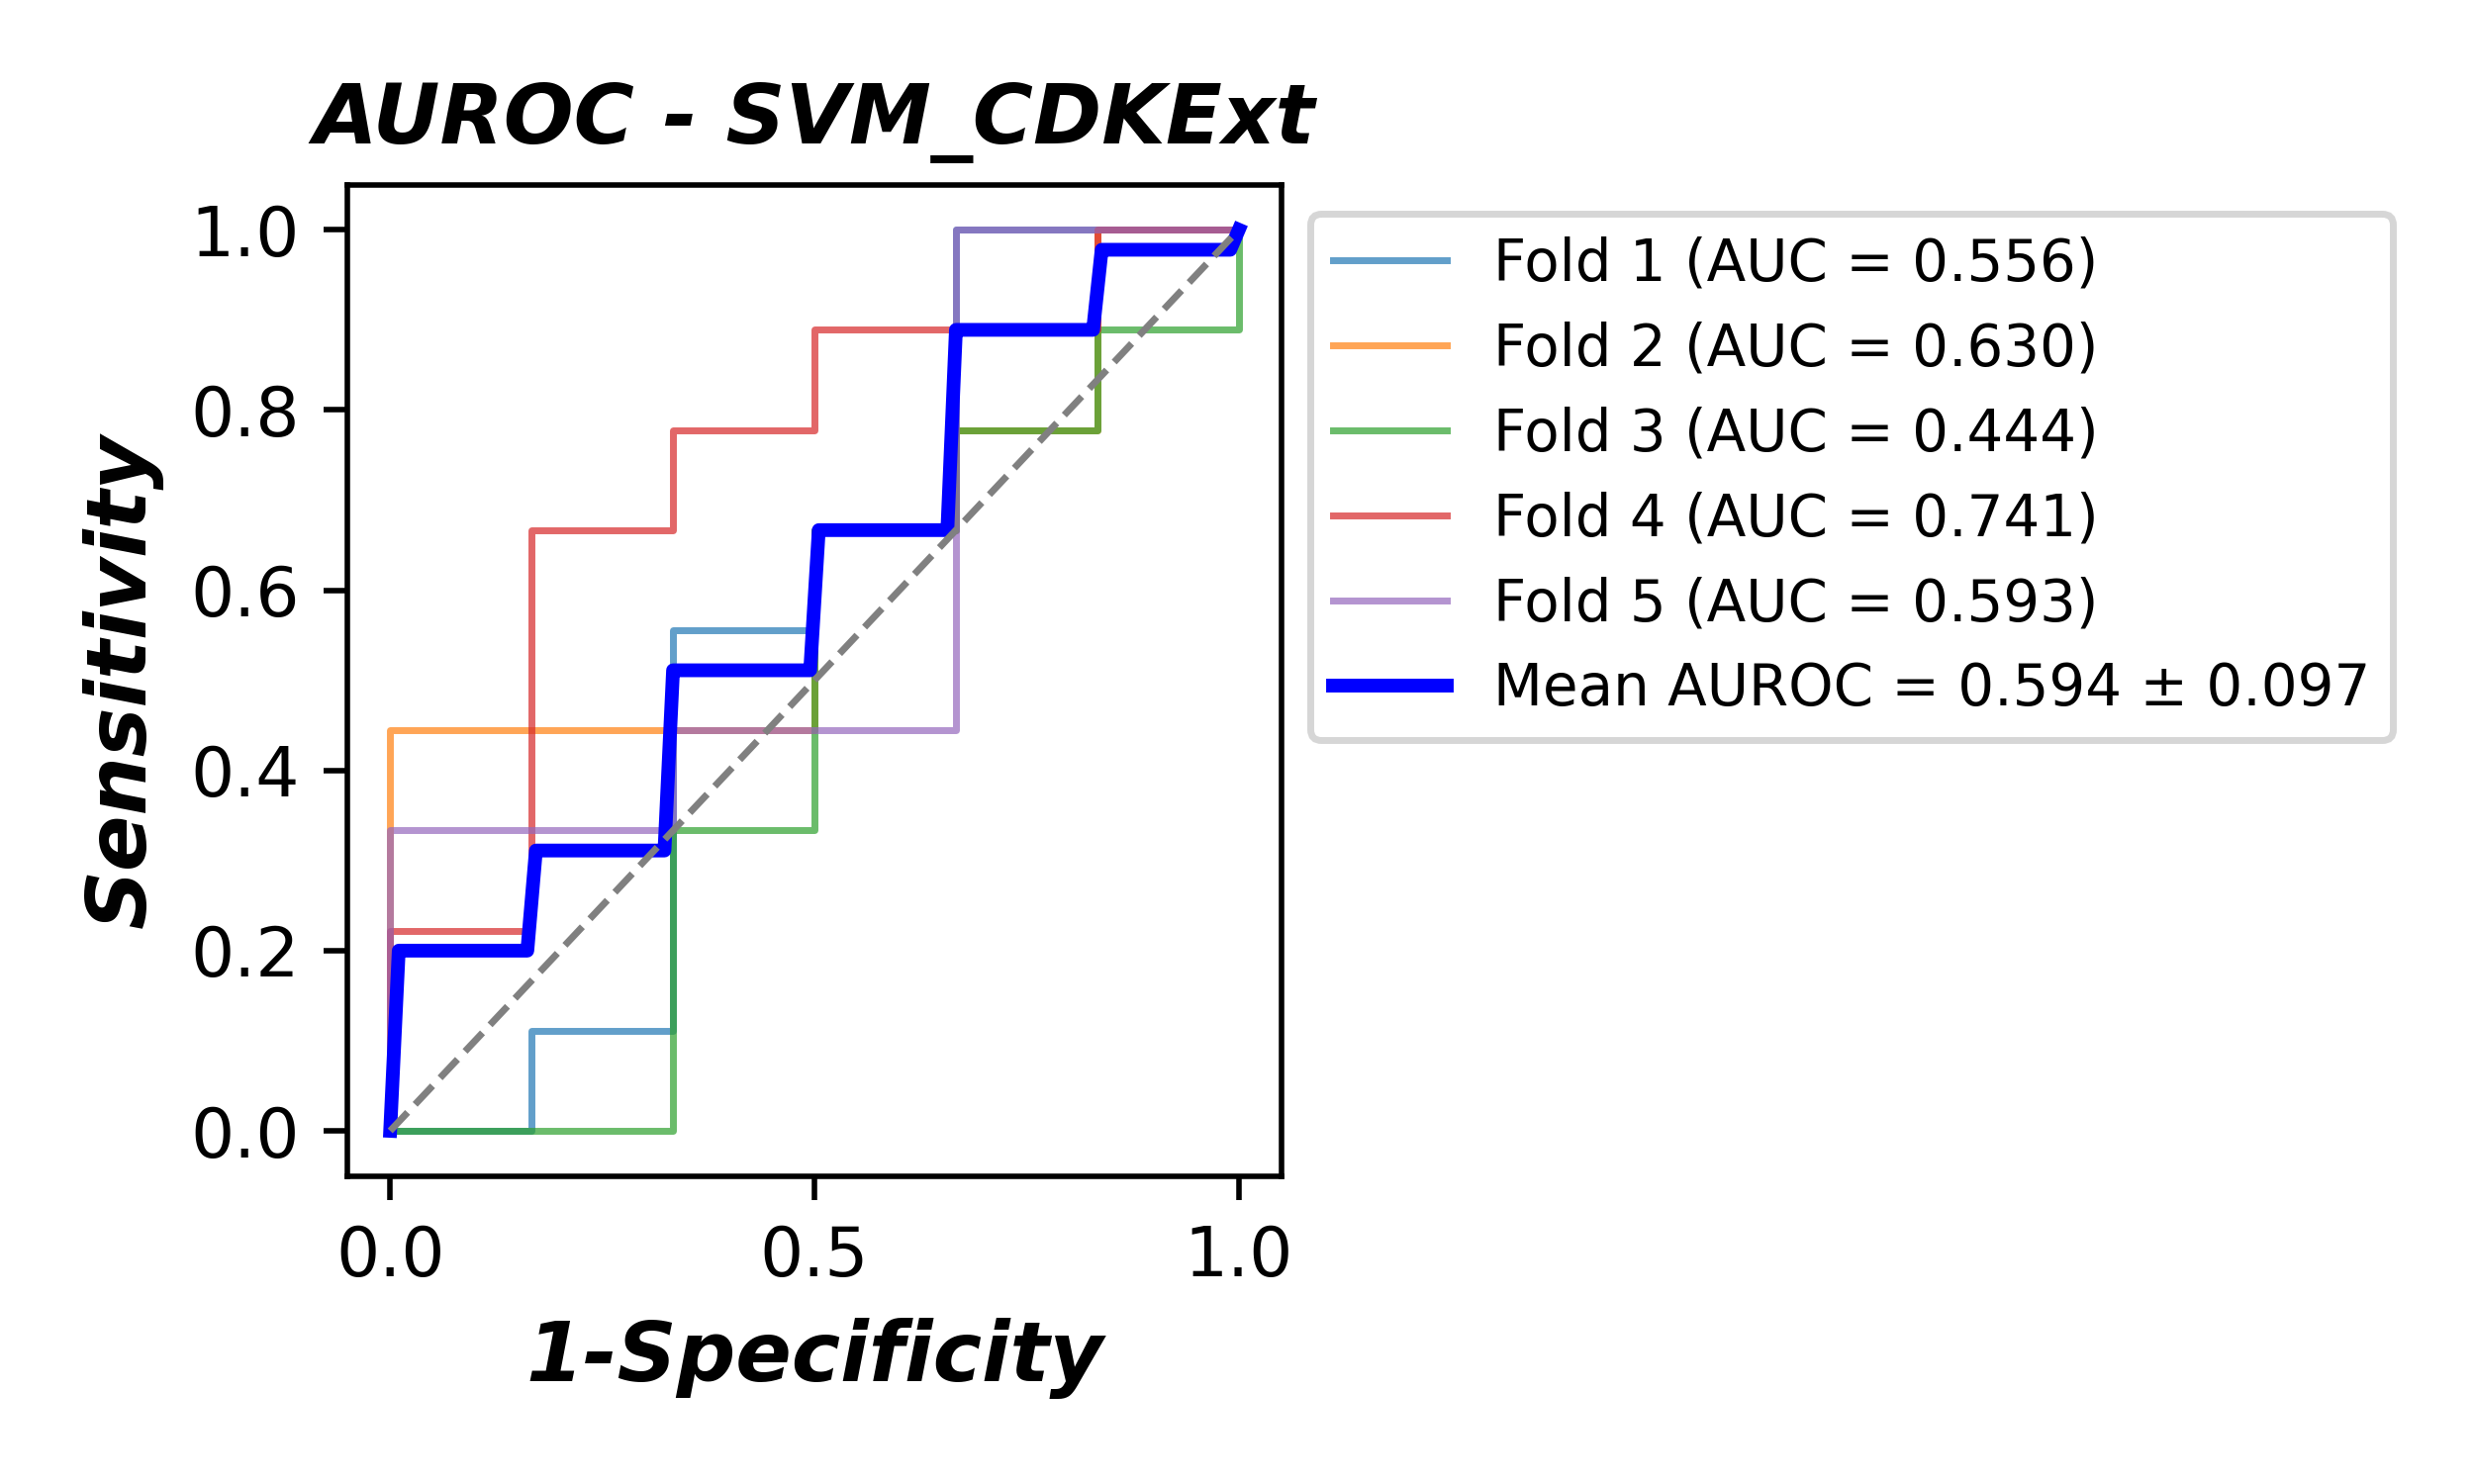 AUROC - SVM_CDKExt
Sensitivity
1.0
0.8
0.6
0.4
0.2
0.0
0.0 0.5 1.0
1-Specificity
Fold 1 (AUC = 0.556)
Fold 2 (AUC = 0.630)
Fold 3 (AUC = 0.444)
Fold 4 (AUC = 0.741)
Fold 5 (AUC = 0.593)
Mean AUROC = 0.594 ± 0.097